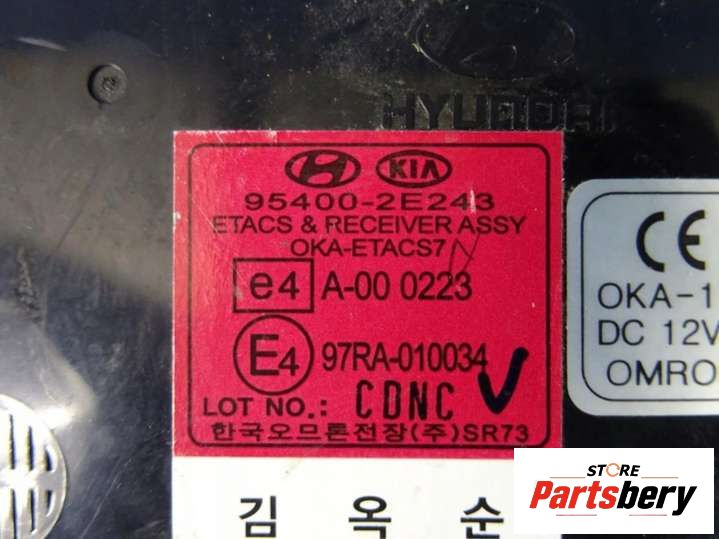 HYUNDAI
KIA
95400-2E243
ETACS & RECEIVER ASSY
OKA-ETACS7
e4 A-00 0223
E4 97RA-010034
LOT NO.: CDNC V
한국오므론전장(주)SR73
김 옥 순
CE
OKA-1
DC 12V
OMRO
STORE
Partsbery